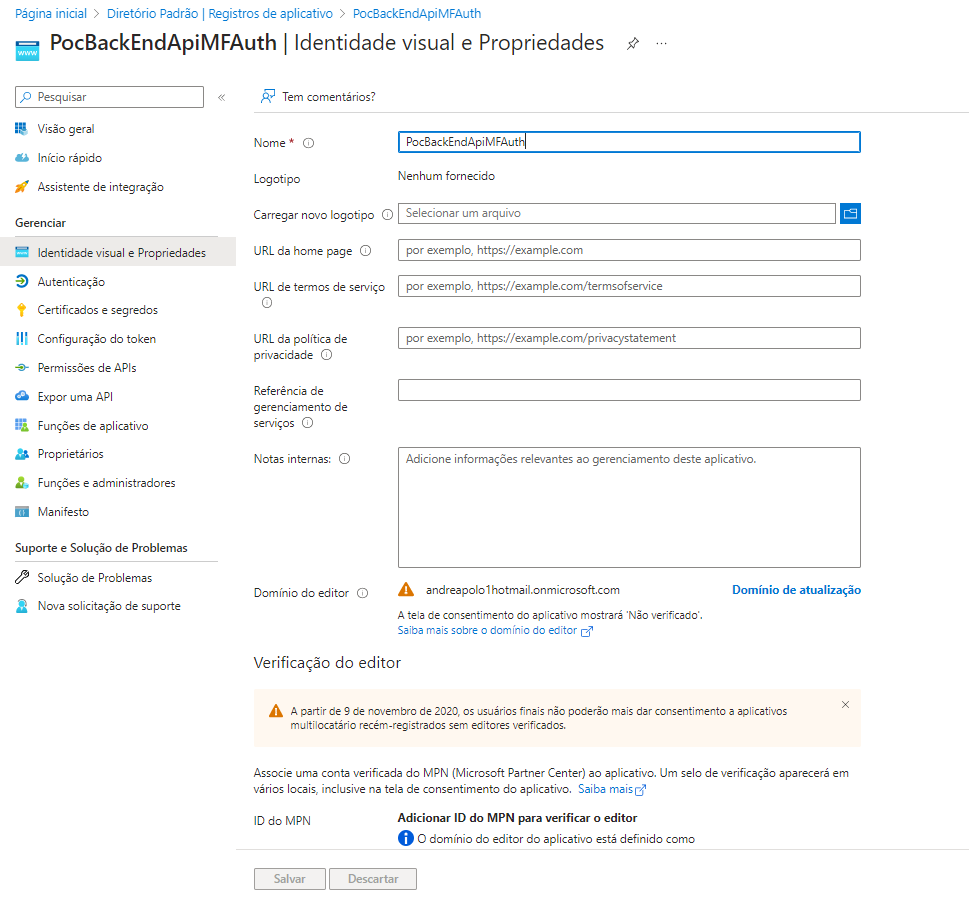 Página inicial > Diretório Padrão | Registros de aplicativo > PocBackEndApiMFAuth
www
PocBackEndApiMFAuth | Identidade visual e Propriedades
...
Pesquisar
«
Visão geral
Início rápido
Assistente de integração
Gerenciar
Identidade visual e Propriedades
Autenticação
Certificados e segredos
Configuração do token
Permissões de APIs
Expor uma API
Funções de aplicativo
Proprietários
Funções e administradores
Manifesto
Suporte e Solução de Problemas
Solução de Problemas
Nova solicitação de suporte
Tem comentários?
Nome *
PocBackEndApiMFAuth
Logotipo
Nenhum fornecido
Carregar novo logotipo
Selecionar um arquivo
URL da home page
por exemplo, https://example.com
URL de termos de serviço
por exemplo, https://example.com/termsofservice
URL da política de
privacidade
por exemplo, https://example.com/privacystatement
Referência de
gerenciamento de
serviços
Notas internas:
Adicione informações relevantes ao gerenciamento deste aplicativo.
Domínio do editor
andreapolo1hotmail.onmicrosoft.com
Domínio de atualização
A tela de consentimento do aplicativo mostrará 'Não verificado'.
Saiba mais sobre o domínio do editor
Verificação do editor
A partir de 9 de novembro de 2020, os usuários finais não poderão mais dar consentimento a aplicativos
multilocatário recém-registrados sem editores verificados.
Associe uma conta verificada do MPN (Microsoft Partner Center) ao aplicativo. Um selo de verificação aparecerá em
vários locais, inclusive na tela de consentimento do aplicativo. Saiba mais
ID do MPN
Adicionar ID do MPN para verificar o editor
O domínio do editor do aplicativo está definido como
Salvar
Descartar